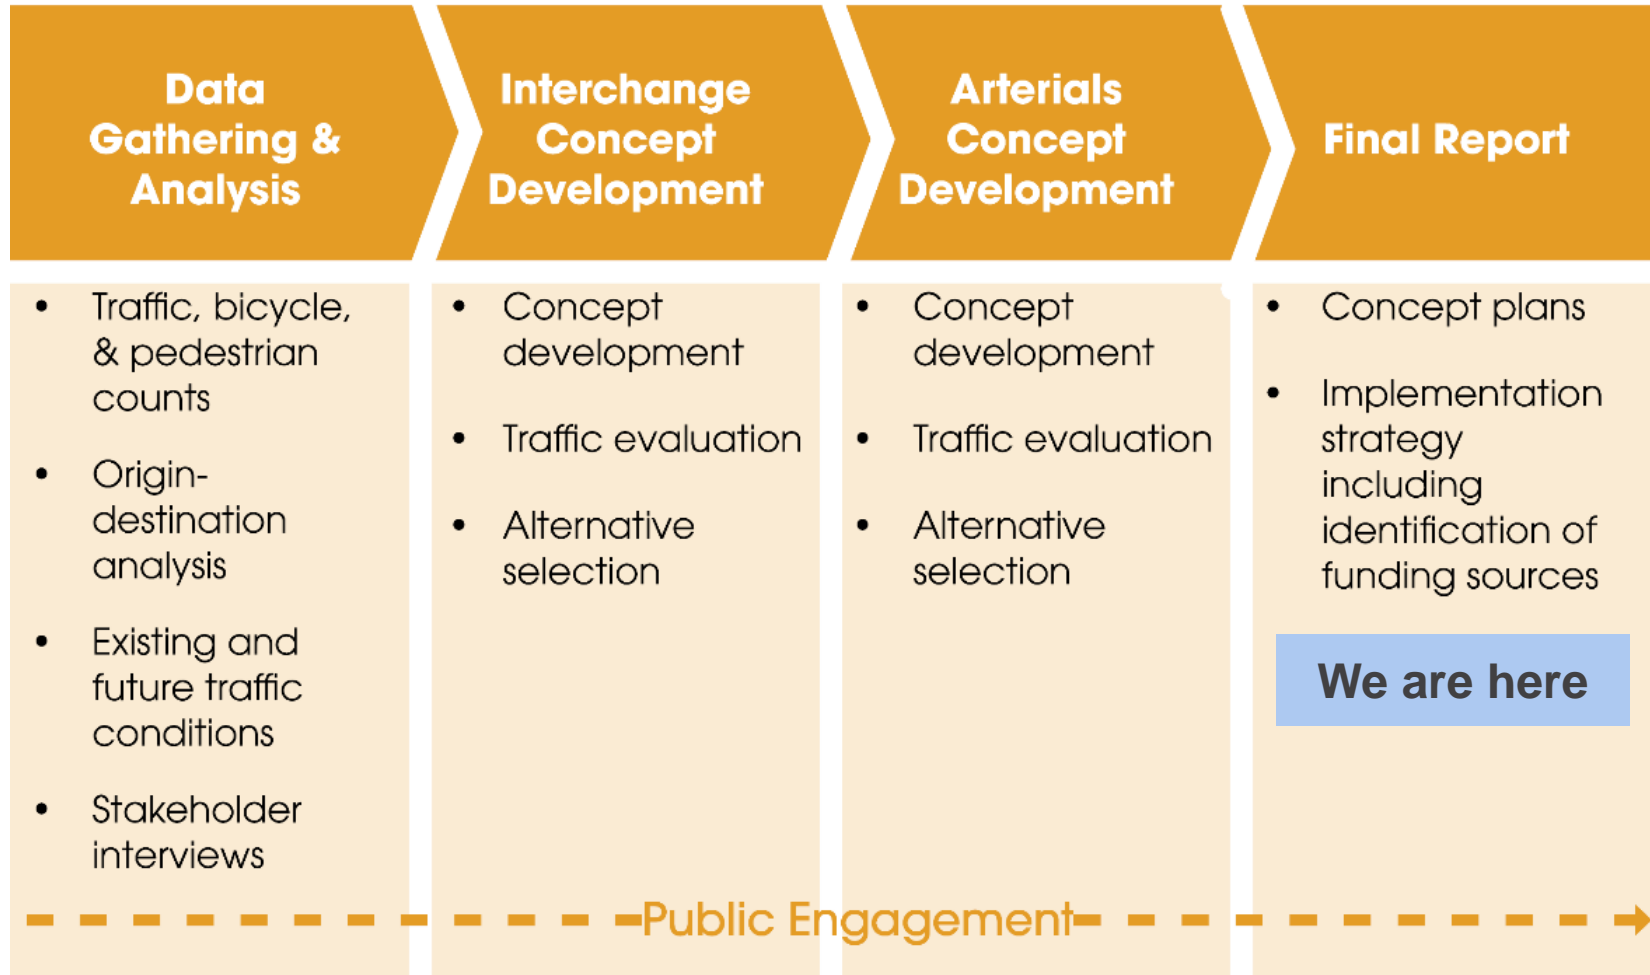 Data
Gathering &
Analysis
Interchange
Concept
Development
Arterials
Concept
Development
Final Report
• Traffic, bicycle,
& pedestrian
counts
• Origin-
destination
analysis
• Existing and
future traffic
conditions
• Stakeholder
interviews
• Concept
development
• Traffic evaluation
• Alternative
selection
• Concept
development
• Traffic evaluation
• Alternative
selection
• Concept plans
• Implementation
strategy
including
identification of
funding sources
We are here
Public Engagement